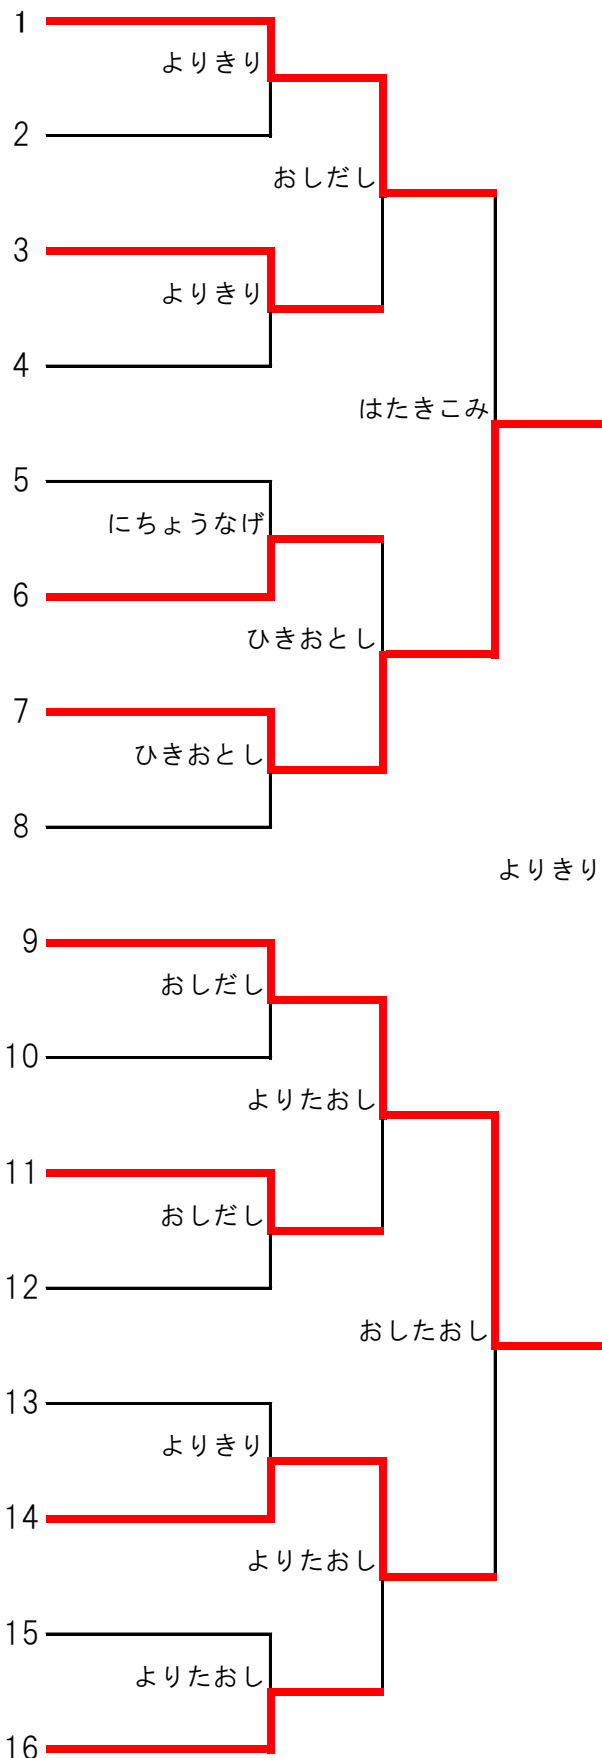 1
よりきり
2
おしだし
3
よりきり
4
はたきこみ
5
にちょうなげ
6
ひきおとし
7
ひきおとし
8
よりきり
9
おしだし
10
よりたおし
11
おしだし
12
おしたおし
13
よりきり
14
よりたおし
15
よりたおし
16